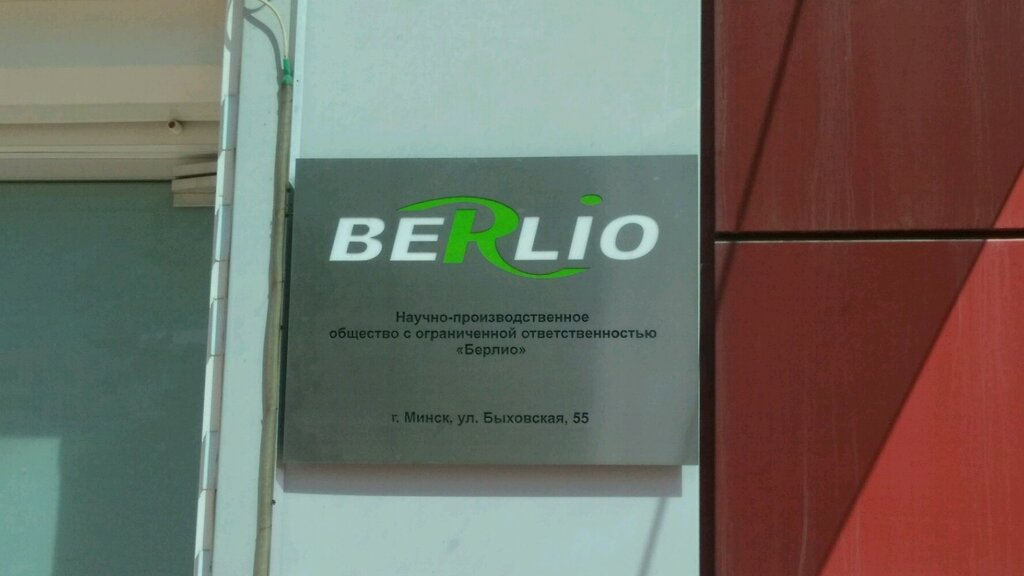 BERLIO
Научно-производственное
общество с ограниченной ответственностью
«Берлио»
г. Минск, ул. Быховская, 55